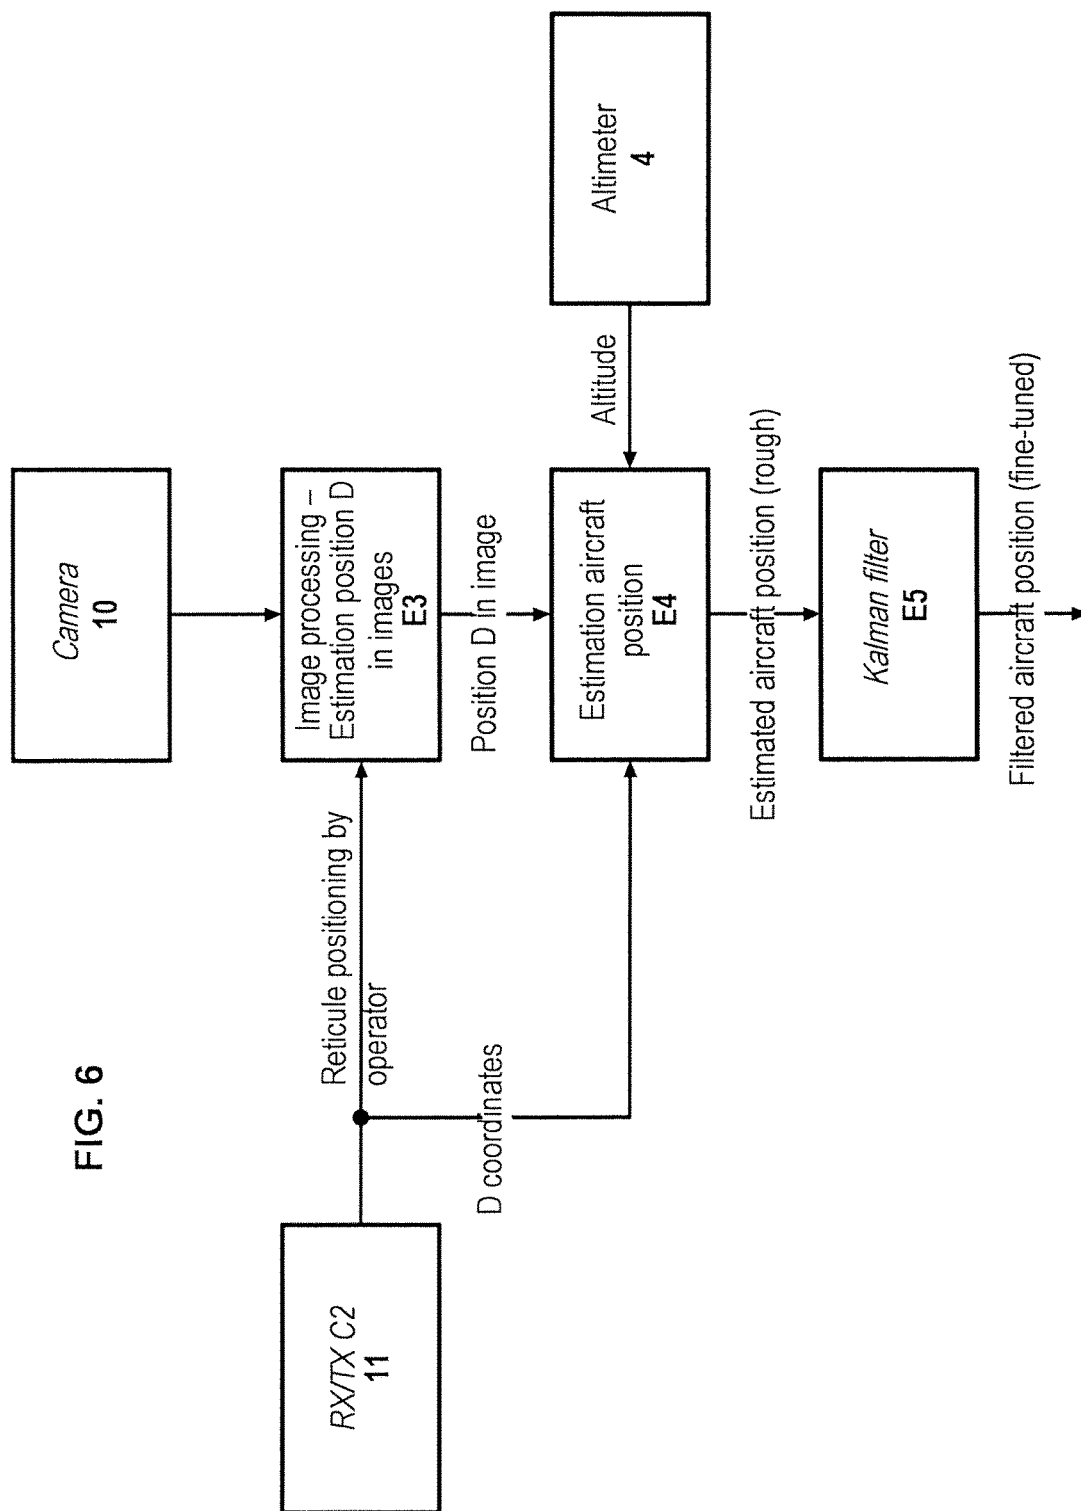 FIG. 6
Camera
10
Image processing –
Estimation position D
in images
E3
Reticule positioning by
operator
RX/TX C2
11
D coordinates
Position D in image
Estimation aircraft
position
E4
Altitude
Altimeter
4
Estimated aircraft position (rough)
Kalman filter
E5
Filtered aircraft position (fine-tuned)